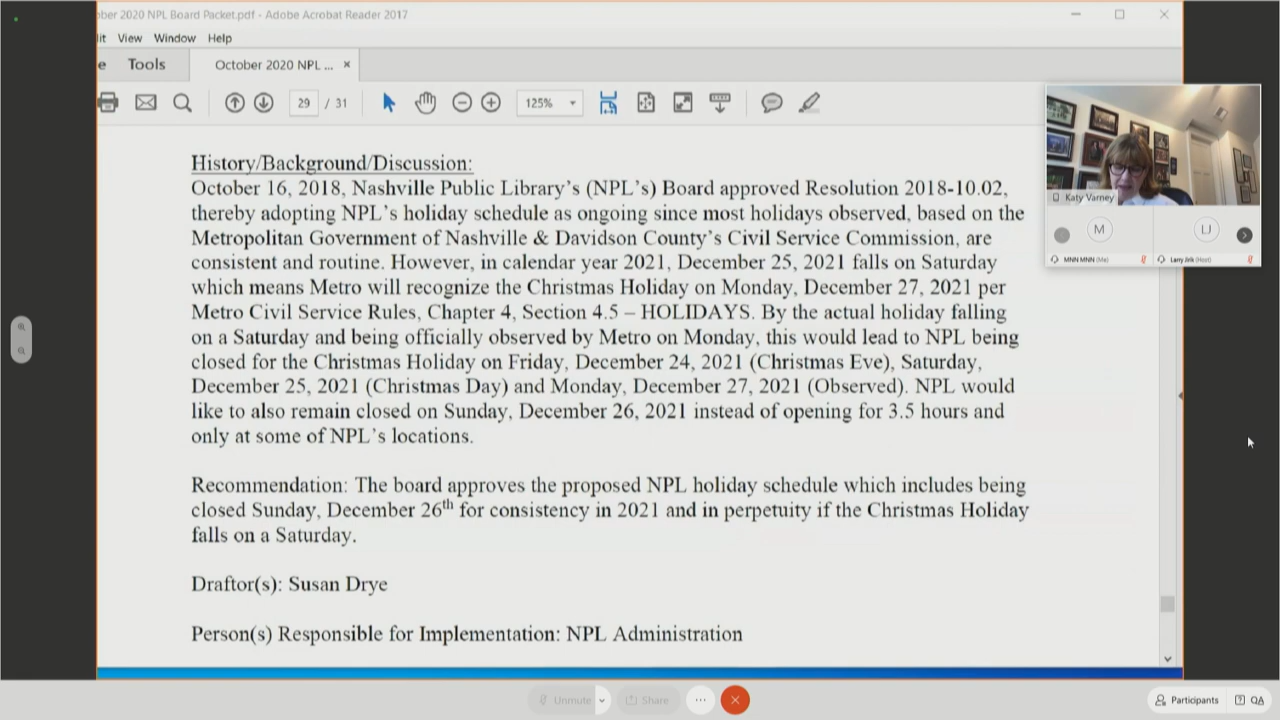 ber 2020 NPL Board Packet.pdf - Adobe Acrobat Reader 2017
lit View Window Help
e Tools October 2020 NPL ... ×
29 / 31 125%
History/Background/Discussion:
October 16, 2018, Nashville Public Library's (NPL's) Board approved Resolution 2018-10.02,
thereby adopting NPL's holiday schedule as ongoing since most holidays observed, based on the
Metropolitan Government of Nashville & Davidson County's Civil Service Commission, are
consistent and routine. However, in calendar year 2021, December 25, 2021 falls on Saturday
which means Metro will recognize the Christmas Holiday on Monday, December 27, 2021 per
Metro Civil Service Rules, Chapter 4, Section 4.5 – HOLIDAYS. By the actual holiday falling
on a Saturday and being officially observed by Metro on Monday, this would lead to NPL being
closed for the Christmas Holiday on Friday, December 24, 2021 (Christmas Eve), Saturday,
December 25, 2021 (Christmas Day) and Monday, December 27, 2021 (Observed). NPL would
like to also remain closed on Sunday, December 26, 2021 instead of opening for 3.5 hours and
only at some of NPL's locations.
Recommendation: The board approves the proposed NPL holiday schedule which includes being
closed Sunday, December 26th for consistency in 2021 and in perpetuity if the Christmas Holiday
falls on a Saturday.
Draftor(s): Susan Drye
Person(s) Responsible for Implementation: NPL Administration
Katy Varney
M LJ
MNN MNN (Me) Larry Jirik (Host)
Unmute Share Participants QA